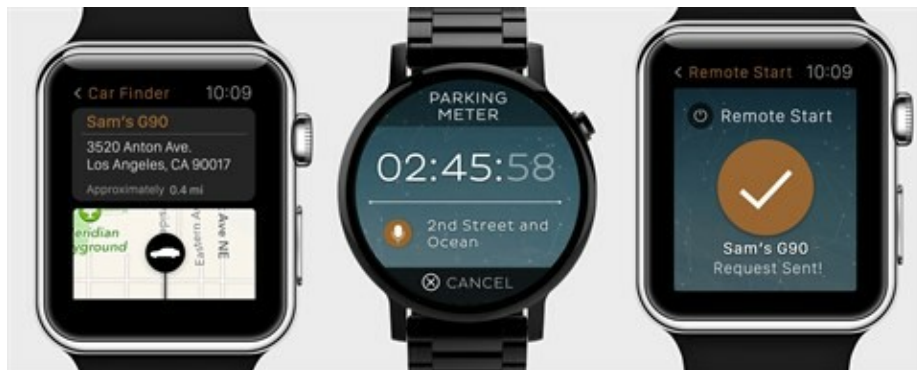 < Car Finder 10:09
Sam's G90
3520 Anton Ave.
Los Angeles, CA 90017
Approximately 0.4 mi
eridian
yground
Eastern A
Ave NE
PARKING
METER
02:45:58
2nd Street and
Ocean
CANCEL
< Remote Start 10:09
Remote Start
Sam's G90
Request Sent!